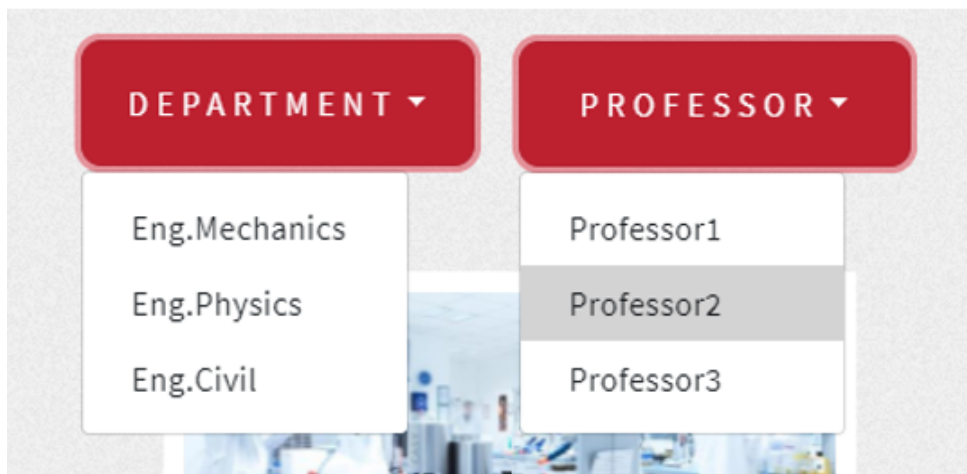 DEPARTMENT
Eng.Mechanics
Eng.Physics
Eng.Civil
PROFESSOR
Professor1
Professor2
Professor3